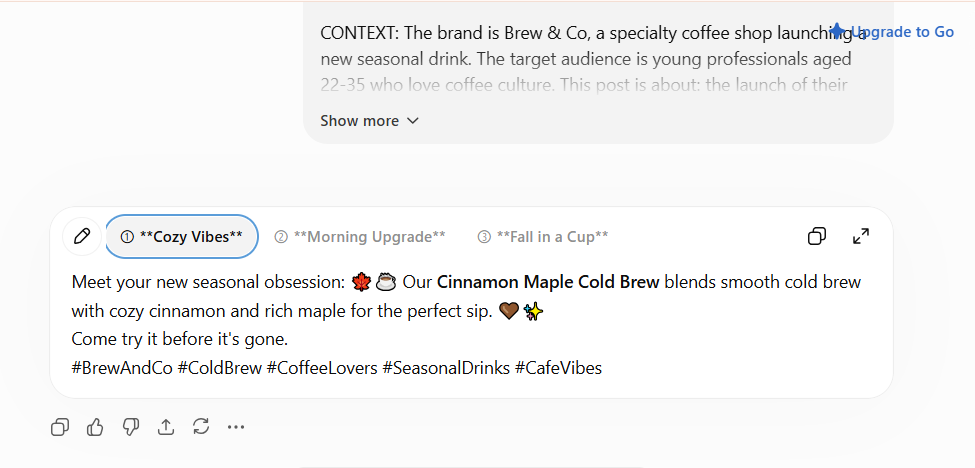 CONTEXT: The brand is Brew & Co, a specialty coffee shop launching a
Upgrade to Go
new seasonal drink. The target audience is young professionals aged
22-35 who love coffee culture. This post is about: the launch of their
Show more
① **Cozy Vibes** ② **Morning Upgrade** ③ **Fall in a Cup**
Meet your new seasonal obsession: 🍁☕ Our Cinnamon Maple Cold Brew blends smooth cold brew
with cozy cinnamon and rich maple for the perfect sip. 🤎✨
Come try it before it's gone.
#BrewAndCo #ColdBrew #CoffeeLovers #SeasonalDrinks #CafeVibes